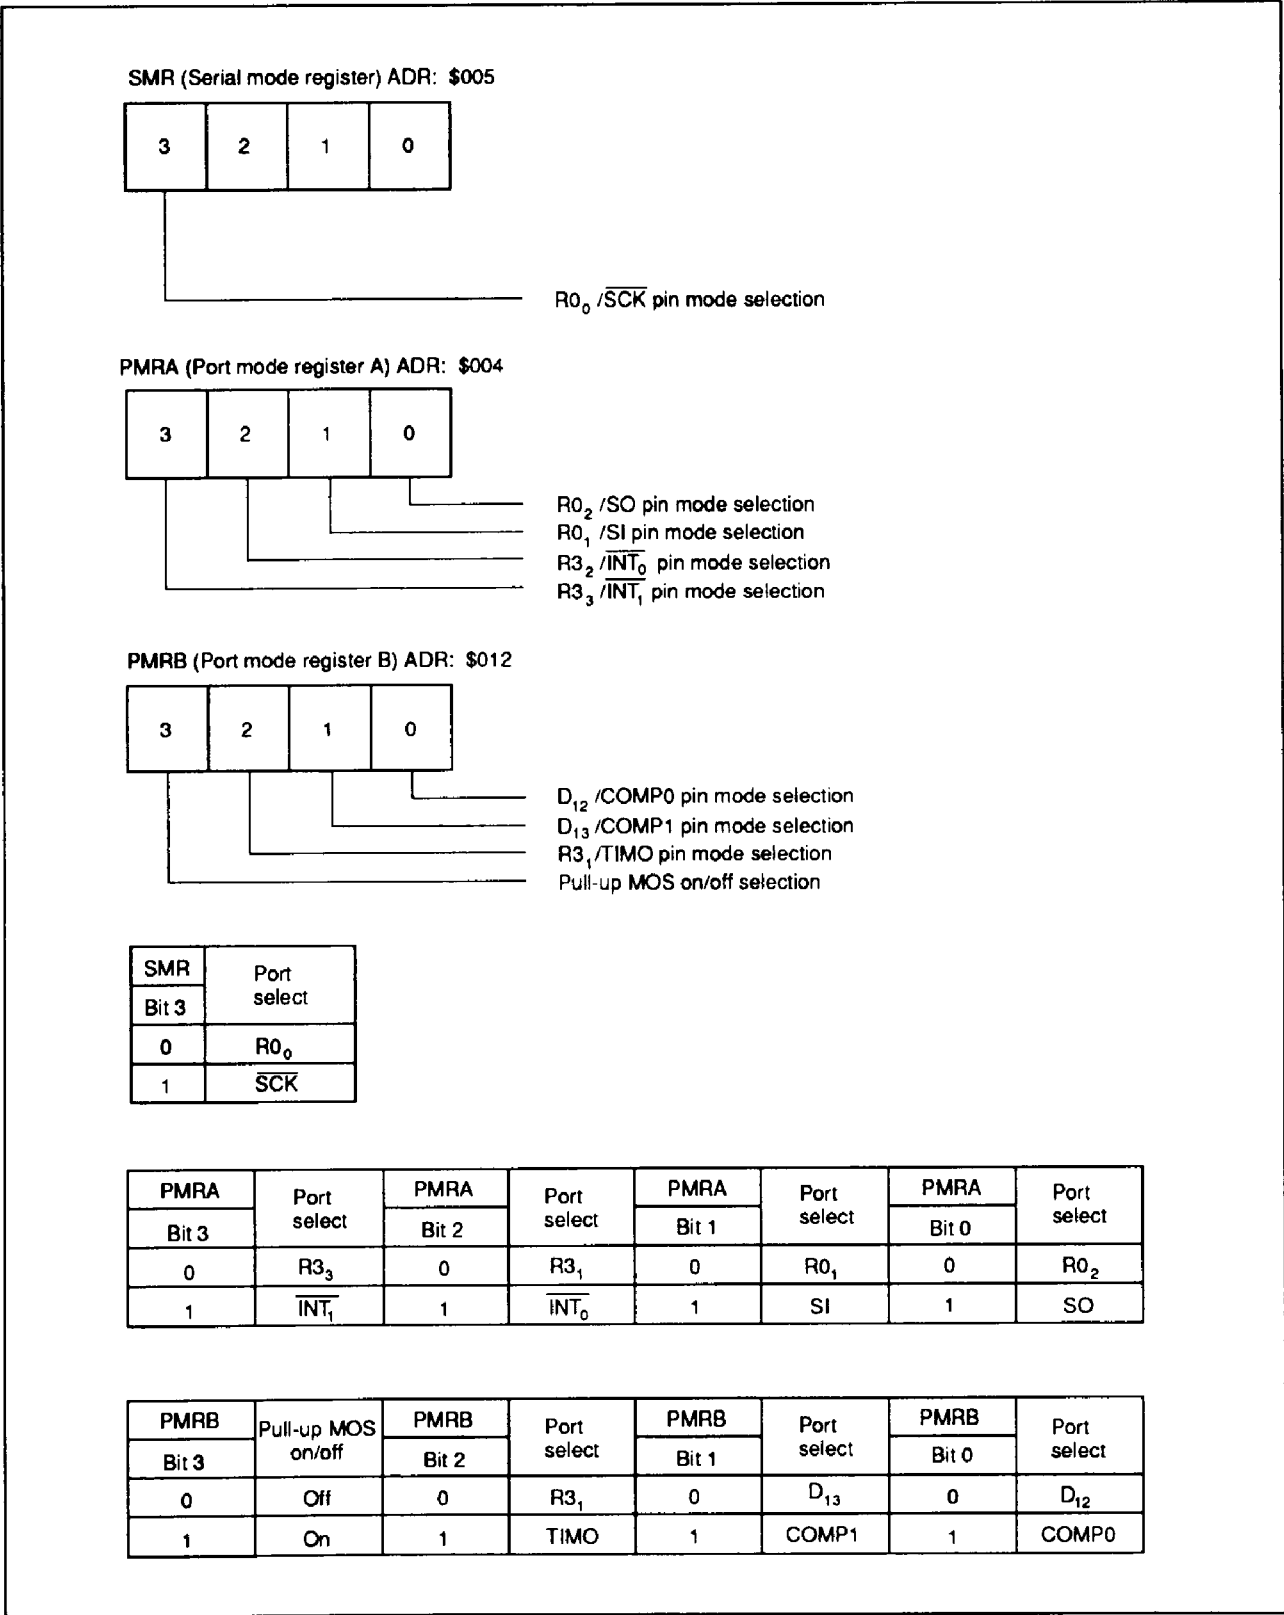 SMR (Serial mode register) ADR: $005
3 2 1 0
R0₀ /S̅C̅K̅ pin mode selection
PMRA (Port mode register A) ADR: $004
3 2 1 0
R0₂ /SO pin mode selection
R0₁ /SI pin mode selection
R3₂ /I̅N̅T̅₀ pin mode selection
R3₃ /I̅N̅T̅₁ pin mode selection
PMRB (Port mode register B) ADR: $012
3 2 1 0
D₁₂ /COMP0 pin mode selection
D₁₃ /COMP1 pin mode selection
R3₁/TIMO pin mode selection
Pull-up MOS on/off selection
SMR Port select
Bit 3
0 R0₀
1 S̅C̅K̅
PMRA Port select PMRA Port select PMRA Port select PMRA Port select
Bit 3 Bit 2 Bit 1 Bit 0
0 R3₃ 0 R3₁ 0 R0₁ 0 R0₂
1 I̅N̅T̅₁ 1 I̅N̅T̅₀ 1 SI 1 SO
PMRB Pull-up MOS on/off PMRB Port select PMRB Port select PMRB Port select
Bit 3 Bit 2 Bit 1 Bit 0
0 Off 0 R3₁ 0 D₁₃ 0 D₁₂
1 On 1 TIMO 1 COMP1 1 COMP0